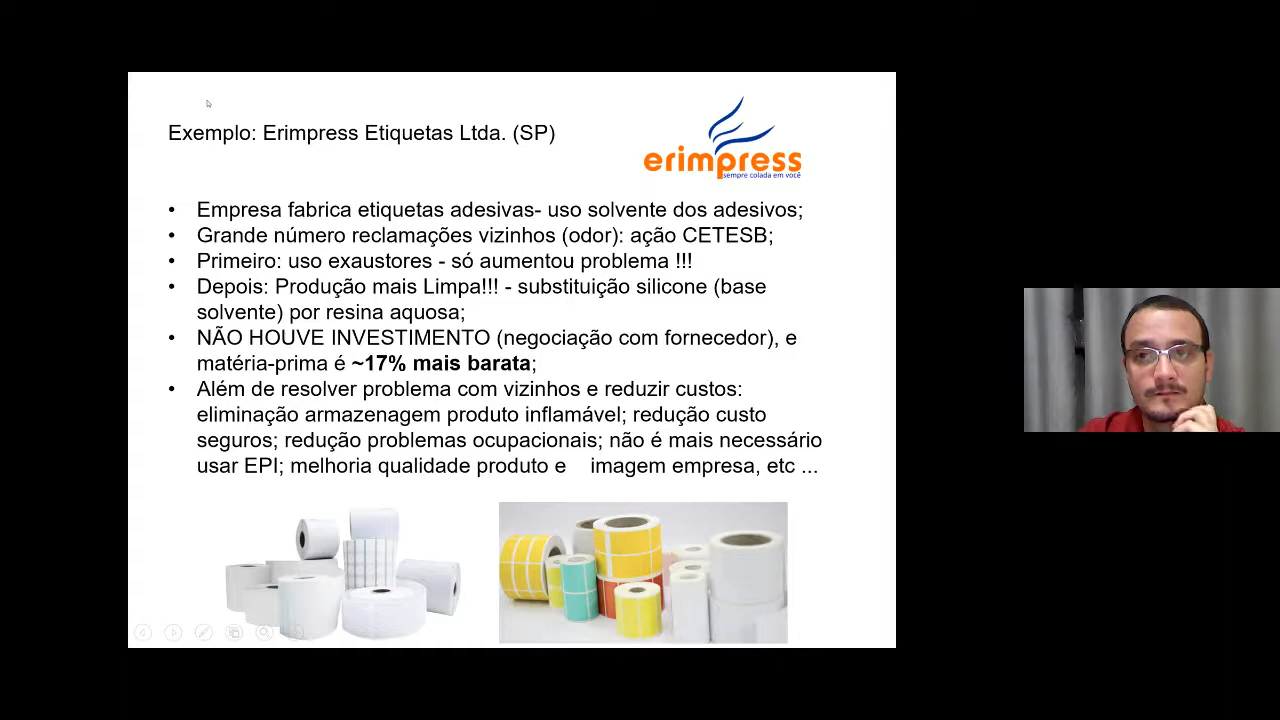 Exemplo: Erimpress Etiquetas Ltda. (SP)
erimpress
sempre colada em você
• Empresa fabrica etiquetas adesivas- uso solvente dos adesivos;
• Grande número reclamações vizinhos (odor): ação CETESB;
• Primeiro: uso exaustores - só aumentou problema !!!
• Depois: Produção mais Limpa!!! - substituição silicone (base
solvente) por resina aquosa;
• NÃO HOUVE INVESTIMENTO (negociação com fornecedor), e
matéria-prima é ~17% mais barata;
• Além de resolver problema com vizinhos e reduzir custos:
eliminação armazenagem produto inflamável; redução custo
seguros; redução problemas ocupacionais; não é mais necessário
usar EPI; melhoria qualidade produto e imagem empresa, etc ...